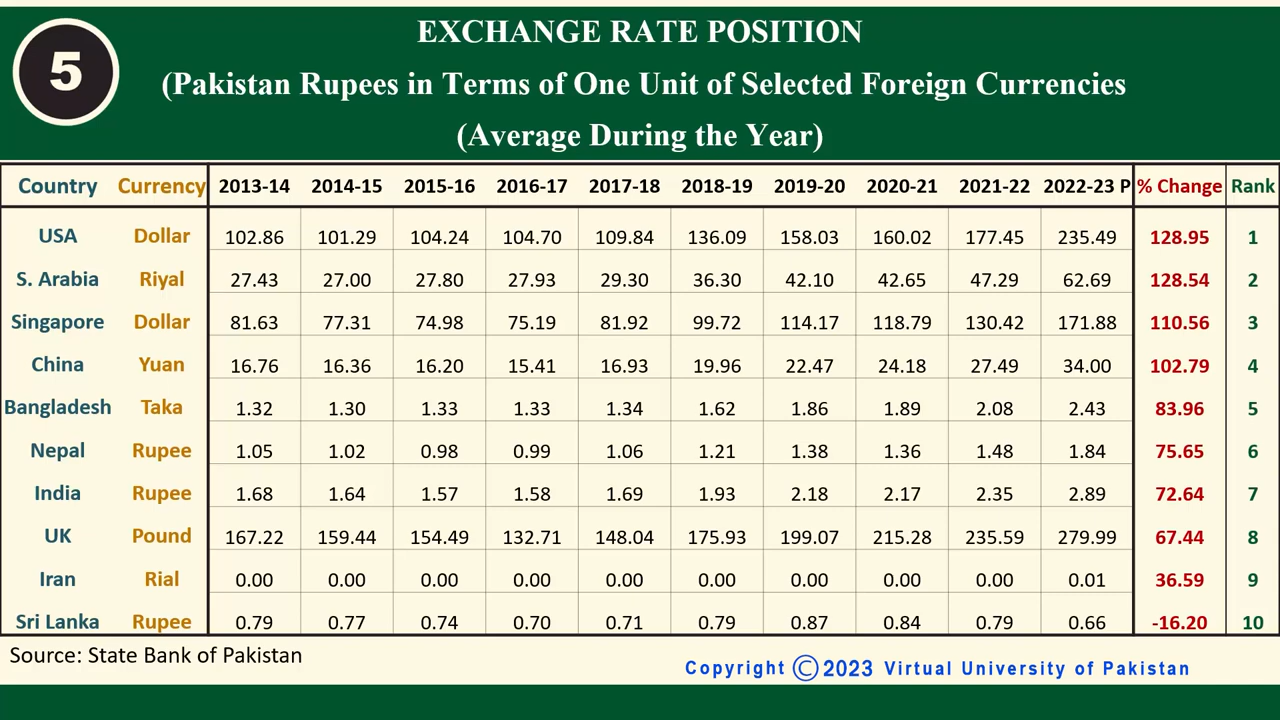 5
EXCHANGE RATE POSITION
(Pakistan Rupees in Terms of One Unit of Selected Foreign Currencies
(Average During the Year)
Country Currency 2013-14 2014-15 2015-16 2016-17 2017-18 2018-19 2019-20 2020-21 2021-22 2022-23 P % Change Rank
USA Dollar 102.86 101.29 104.24 104.70 109.84 136.09 158.03 160.02 177.45 235.49 128.95 1
S. Arabia Riyal 27.43 27.00 27.80 27.93 29.30 36.30 42.10 42.65 47.29 62.69 128.54 2
Singapore Dollar 81.63 77.31 74.98 75.19 81.92 99.72 114.17 118.79 130.42 171.88 110.56 3
China Yuan 16.76 16.36 16.20 15.41 16.93 19.96 22.47 24.18 27.49 34.00 102.79 4
Bangladesh Taka 1.32 1.30 1.33 1.33 1.34 1.62 1.86 1.89 2.08 2.43 83.96 5
Nepal Rupee 1.05 1.02 0.98 0.99 1.06 1.21 1.38 1.36 1.48 1.84 75.65 6
India Rupee 1.68 1.64 1.57 1.58 1.69 1.93 2.18 2.17 2.35 2.89 72.64 7
UK Pound 167.22 159.44 154.49 132.71 148.04 175.93 199.07 215.28 235.59 279.99 67.44 8
Iran Rial 0.00 0.00 0.00 0.00 0.00 0.00 0.00 0.00 0.00 0.01 36.59 9
Sri Lanka Rupee 0.79 0.77 0.74 0.70 0.71 0.79 0.87 0.84 0.79 0.66 -16.20 10
Source: State Bank of Pakistan
Copyright ©2023 Virtual University of Pakistan